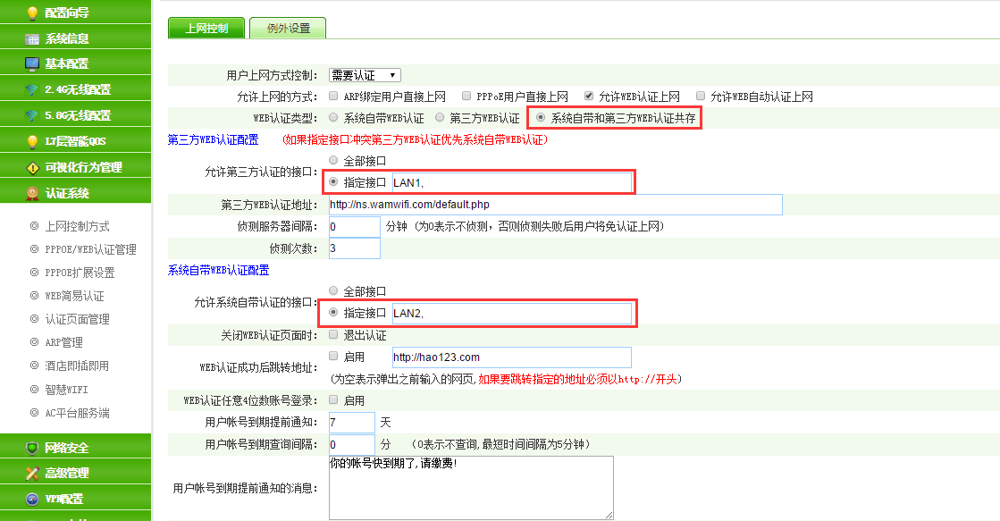 配置向导
系统信息
基本配置
2.4G无线配置
5.8G无线配置
L7层智能QOS
可视化行为管理
认证系统
上网控制方式
PPPOE/WEB认证管理
PPPOE扩展设置
WEB简易认证
认证页面管理
ARP管理
酒店即插即用
智慧WIFI
AC平台服务端
网络安全
高级管理
VPN配置
上网控制 例外设置
用户上网方式控制: 需要认证
允许上网的方式: ARP绑定用户直接上网 PPPoE用户直接上网 允许WEB认证上网 允许WEB自动认证上网
WEB认证类型: 系统自带WEB认证 第三方WEB认证 系统自带和第三方WEB认证共存
第三方WEB认证配置 (如果指定接口冲突第三方WEB认证优先系统自带WEB认证)
全部接口
允许第三方认证的接口:
指定接口 LAN1,
第三方WEB认证地址: http://ns.wamwifi.com/default.php
侦测服务器间隔: 0 分钟 (为0表示不侦测，否则侦测失败后用户将免认证上网)
侦测次数: 3
系统自带WEB认证配置
全部接口
允许系统自带认证的接口:
指定接口 LAN2,
关闭WEB认证页面时: 退出认证
启用 http://hao123.com
WEB认证成功后跳转地址:
(为空表示弹出之前输入的网页,如果要跳转指定的地址必须以http://开头)
WEB认证任意4位数账号登录: 启用
用户帐号到期提前通知: 7 天
用户帐号到期查询间隔: 0 分 (0表示不查询,最短时间间隔为5分钟)
你的帐号快到期了,请缴费!
用户帐号到期提前通知的消息: